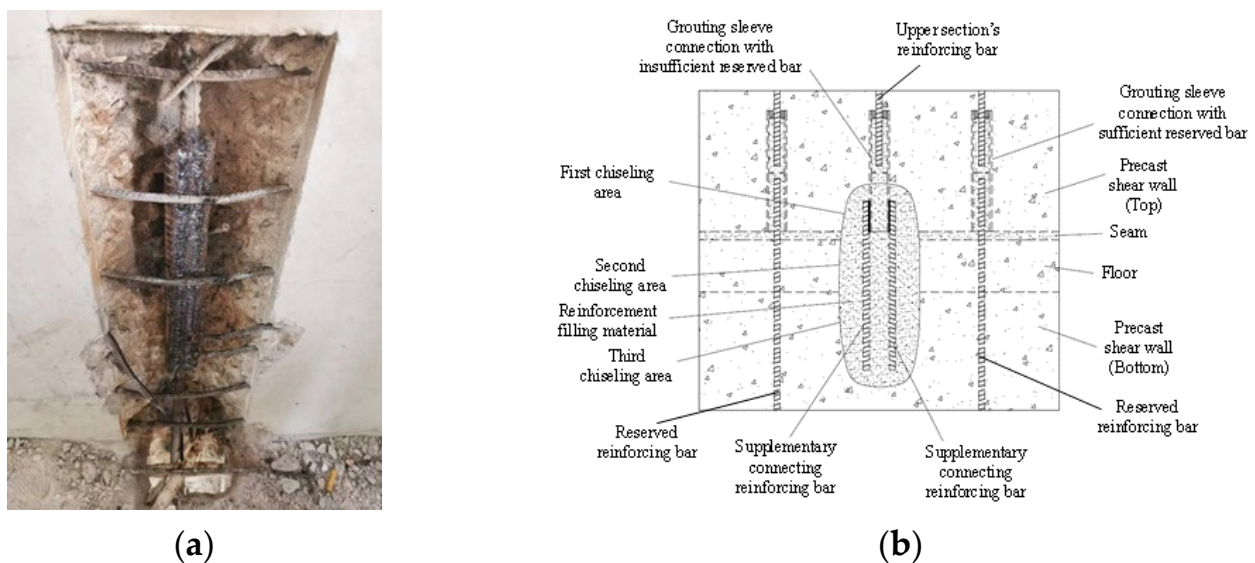 Grouting sleeve
connection with
insufficient reserved bar
Upper section's
reinforcing bar
Grouting sleeve
connection with
sufficient reserved bar
First chiseling
area
Precast
shear wall
(Top)
Seam
Second
chiseling area
Floor
Reinforcement
filling material
Third
chiseling area
Precast
shear wall
(Bottom)
Reserved
reinforcing bar
Supplementary
connecting
reinforcing bar
Supplementary
connecting
reinforcing bar
Reserved
reinforcing bar
(a)
(b)